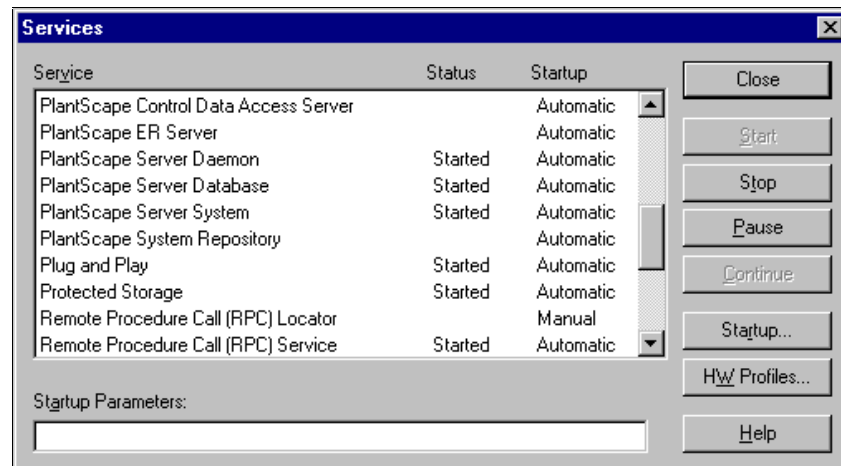 Services
Service Status Startup
PlantScape Control Data Access Server Automatic
PlantScape ER Server Automatic
PlantScape Server Daemon Started Automatic
PlantScape Server Database Started Automatic
PlantScape Server System Started Automatic
PlantScape System Repository Automatic
Plug and Play Started Automatic
Protected Storage Started Automatic
Remote Procedure Call (RPC) Locator Manual
Remote Procedure Call (RPC) Service Started Automatic
Startup Parameters:
Close
Start
Stop
Pause
Continue
Startup...
HW Profiles...
Help